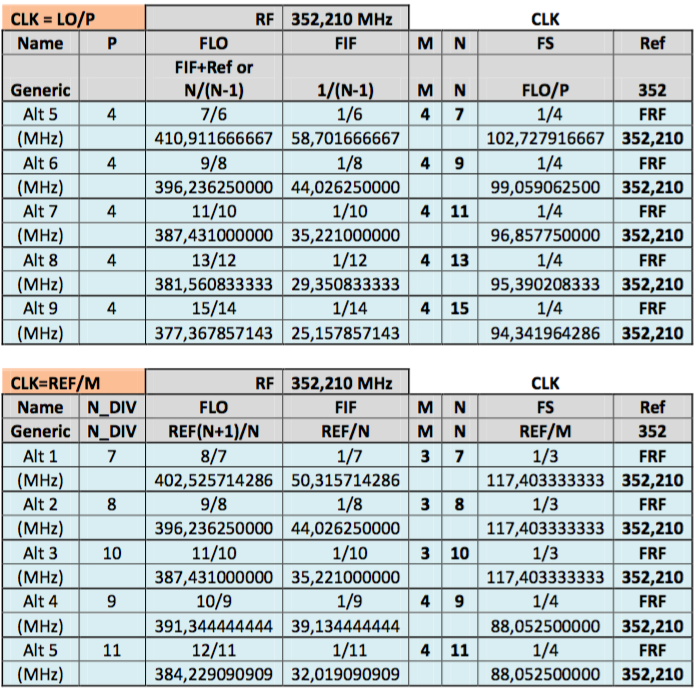 CLK = LO/P RF 352,210 MHz CLK
Name P FLO FIF M N FS Ref
FIF+Ref or
Generic N/(N-1) 1/(N-1) M N FLO/P 352
Alt 5 4 7/6 1/6 4 7 1/4 FRF
(MHz) 410,911666667 58,701666667 102,727916667 352,210
Alt 6 4 9/8 1/8 4 9 1/4 FRF
(MHz) 396,236250000 44,026250000 99,059062500 352,210
Alt 7 4 11/10 1/10 4 11 1/4 FRF
(MHz) 387,431000000 35,221000000 96,857750000 352,210
Alt 8 4 13/12 1/12 4 13 1/4 FRF
(MHz) 381,560833333 29,350833333 95,390208333 352,210
Alt 9 4 15/14 1/14 4 15 1/4 FRF
(MHz) 377,367857143 25,157857143 94,341964286 352,210
CLK=REF/M RF 352,210 MHz CLK
Name N_DIV FLO FIF M N FS Ref
Generic N_DIV REF(N+1)/N REF/N M N REF/M 352
Alt 1 7 8/7 1/7 3 7 1/3 FRF
(MHz) 402,525714286 50,315714286 117,403333333 352,210
Alt 2 8 9/8 1/8 3 8 1/3 FRF
(MHz) 396,236250000 44,026250000 117,403333333 352,210
Alt 3 10 11/10 1/10 3 10 1/3 FRF
(MHz) 387,431000000 35,221000000 117,403333333 352,210
Alt 4 9 10/9 1/9 4 9 1/4 FRF
(MHz) 391,344444444 39,134444444 88,052500000 352,210
Alt 5 11 12/11 1/11 4 11 1/4 FRF
(MHz) 384,229090909 32,019090909 88,052500000 352,210